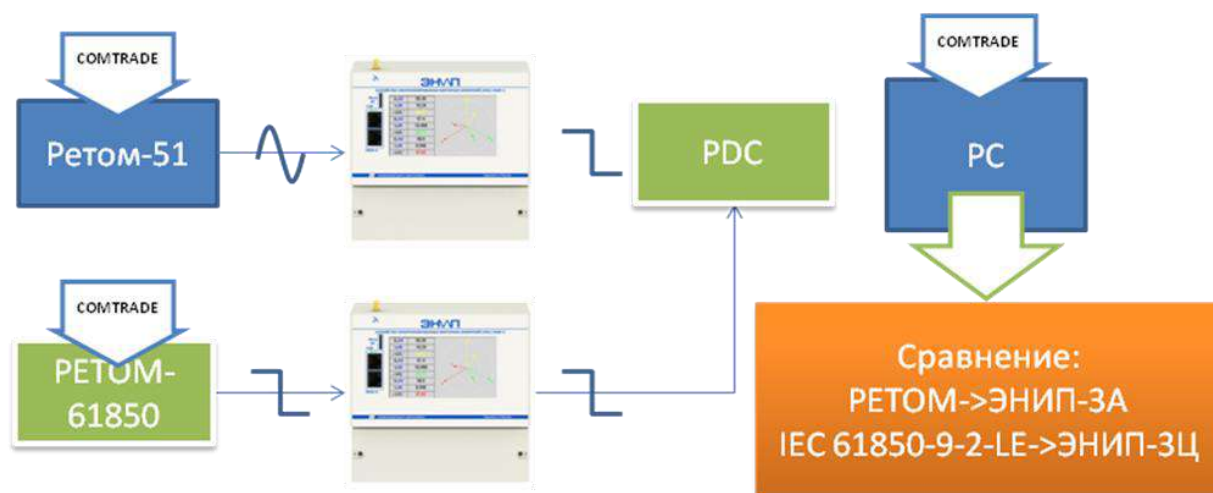 COMTRADE
Ретом-51
ЭНИП
PDC
COMTRADE
PC
COMTRADE
РЕТОМ-
61850
ЭНИП
Сравнение:
РЕТОМ->ЭНИП-3А
IEC 61850-9-2-LE->ЭНИП-3Ц